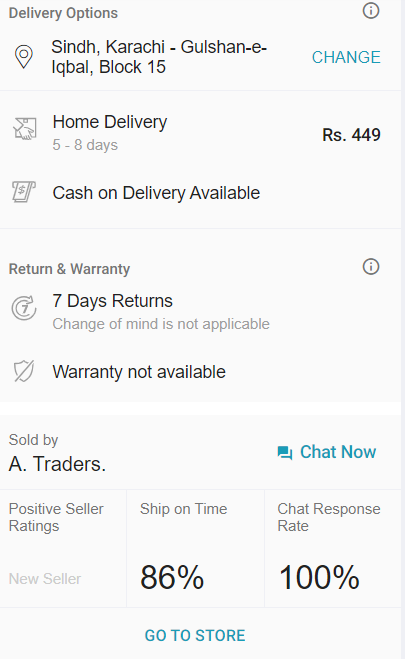 Delivery Options
Sindh, Karachi - Gulshan-e-
Iqbal, Block 15
CHANGE
Home Delivery
Rs. 449
5 - 8 days
Cash on Delivery Available
Return & Warranty
7 Days Returns
Change of mind is not applicable
Warranty not available
Sold by
A. Traders.
Chat Now
Positive Seller
Ratings
New Seller
Ship on Time
86%
Chat Response
Rate
100%
GO TO STORE